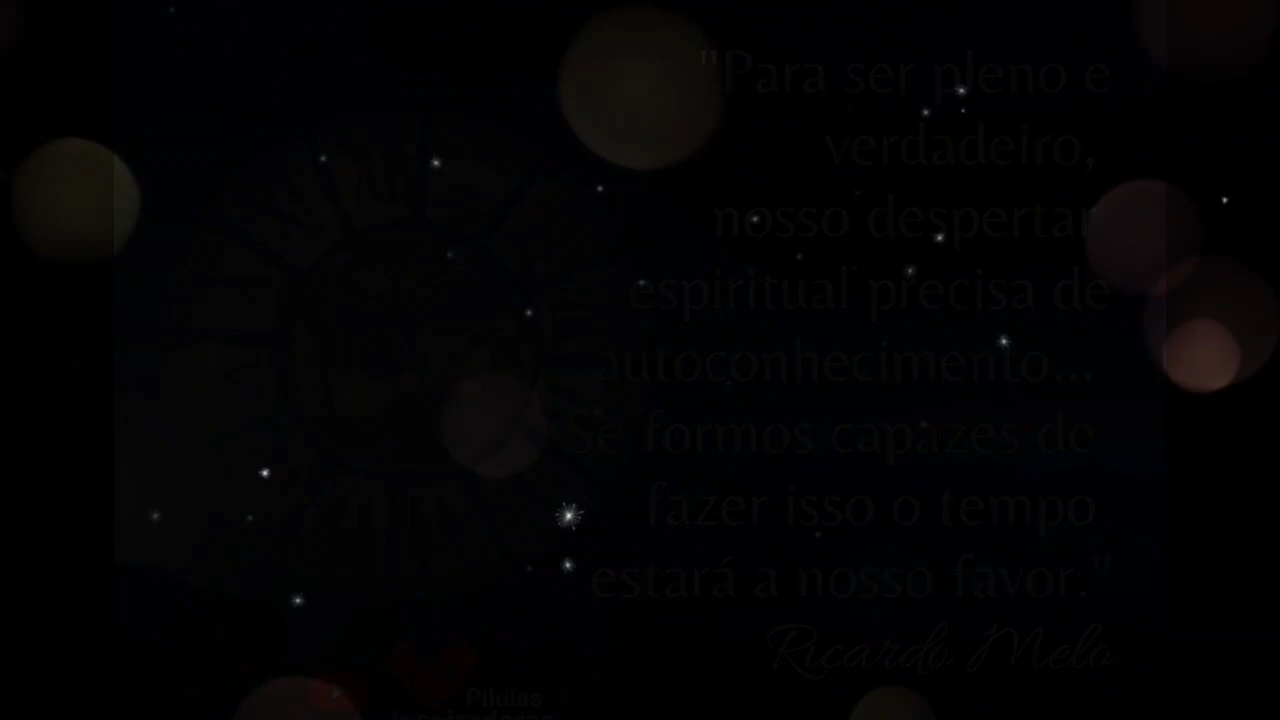 "Para ser pleno e
verdadeiro,
nosso despertar
espiritual precisa de
autoconhecimento...
Se formos capazes de
fazer isso o tempo
estará a nosso favor."
Ricardo Melo
Pílulas